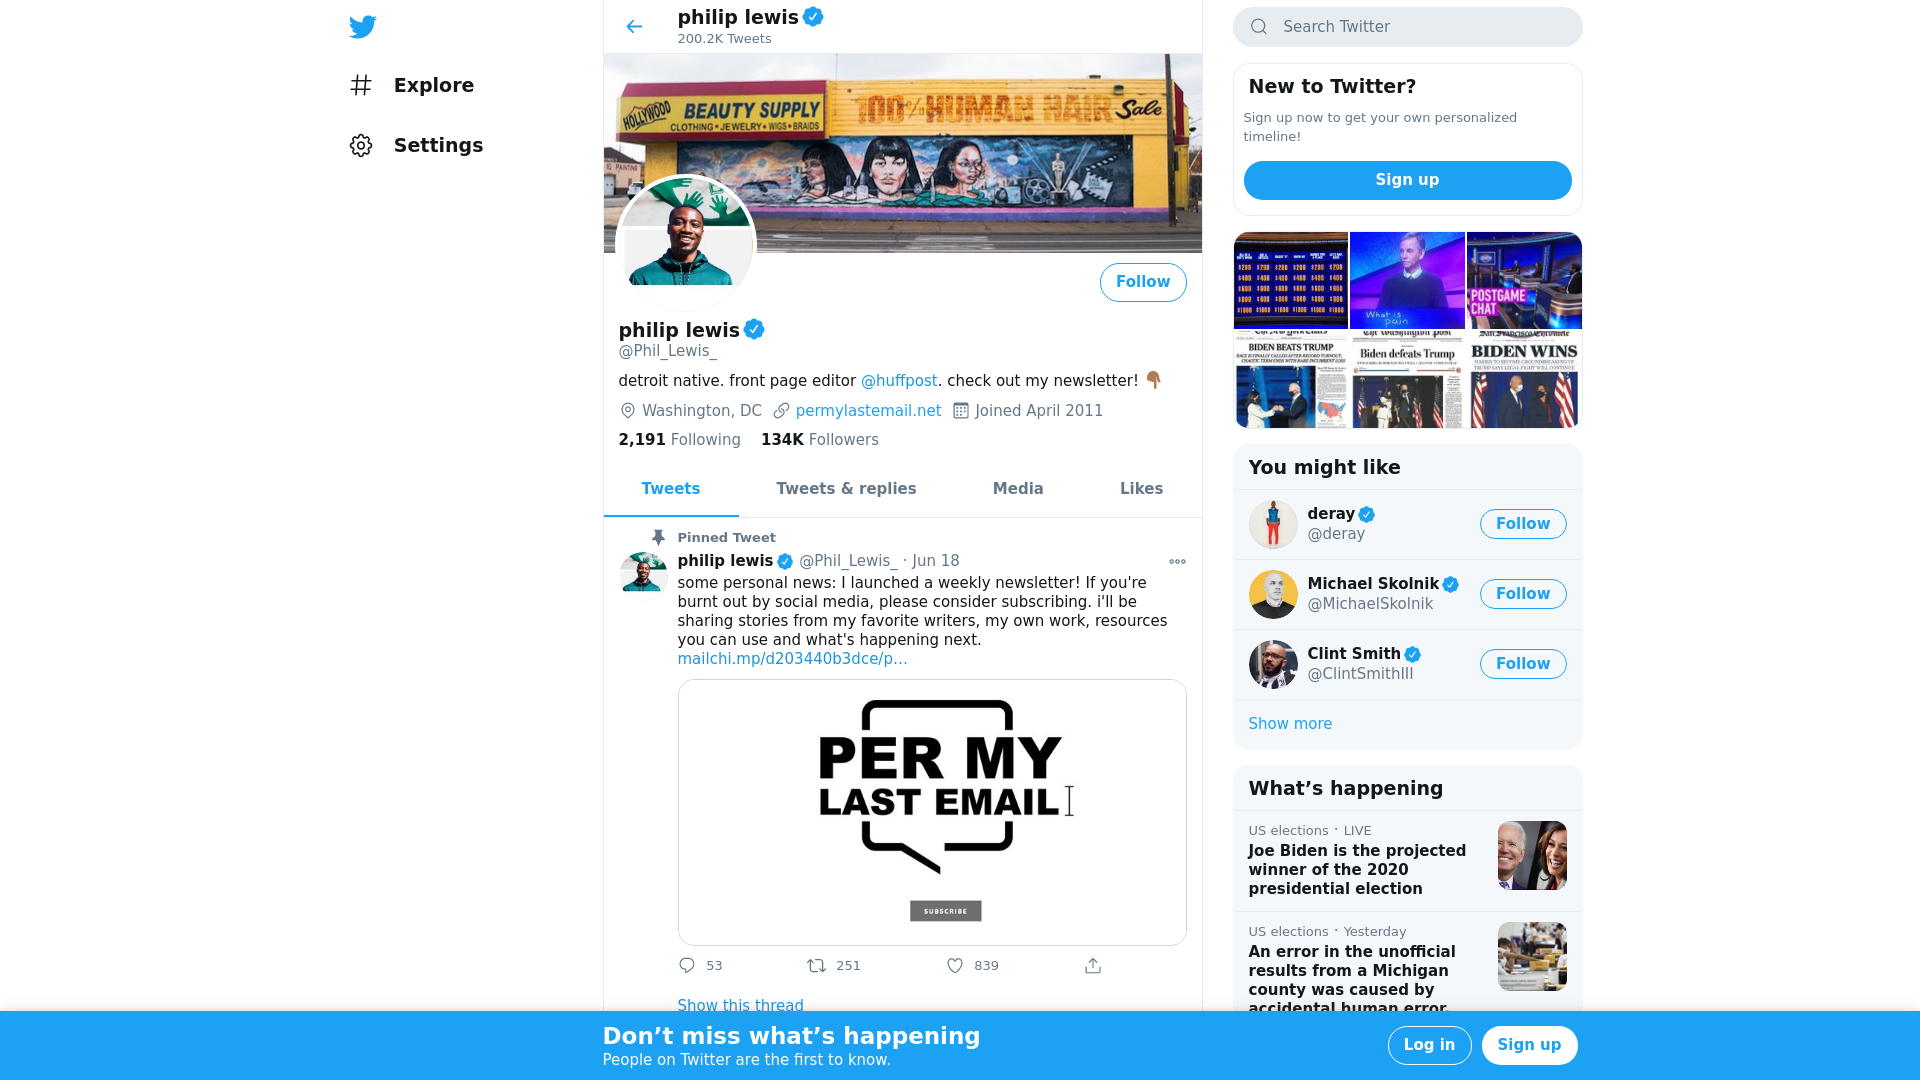 philip lewis
200.2K Tweets
Explore
Settings
Search Twitter
New to Twitter?
Sign up now to get your own personalized
timeline!
Sign up
HOLLYWOOD
BEAUTY SUPPLY
CLOTHING • JEWELRY • WIGS • BRAIDS
100% HUMAN HAIR
Sale
Follow
philip lewis
@Phil_Lewis_
detroit native. front page editor @huffpost. check out my newsletter!
Washington, DC permylastemail.net Joined April 2011
2,191 Following 134K Followers
Tweets Tweets & replies Media Likes
Pinned Tweet
philip lewis @Phil_Lewis_ · Jun 18
some personal news: I launched a weekly newsletter! If you're
burnt out by social media, please consider subscribing. i'll be
sharing stories from my favorite writers, my own work, resources
you can use and what's happening next.
mailchi.mp/d203440b3dce/p…
PER MY
LAST EMAIL
SUBSCRIBE
53 251 839
Show this thread
What is
pain
POSTGAME
CHAT
BIDEN BEATS TRUMP
The Washington Post
Biden defeats Trump
San Francisco Chronicle
BIDEN WINS
You might like
deray
@deray
Follow
Michael Skolnik
@MichaelSkolnik
Follow
Clint Smith
@ClintSmithIII
Follow
Show more
What’s happening
US elections · LIVE
Joe Biden is the projected
winner of the 2020
presidential election
US elections · Yesterday
An error in the unofficial
results from a Michigan
county was caused by
accidental human error,
Don’t miss what’s happening
People on Twitter are the first to know.
Log in
Sign up